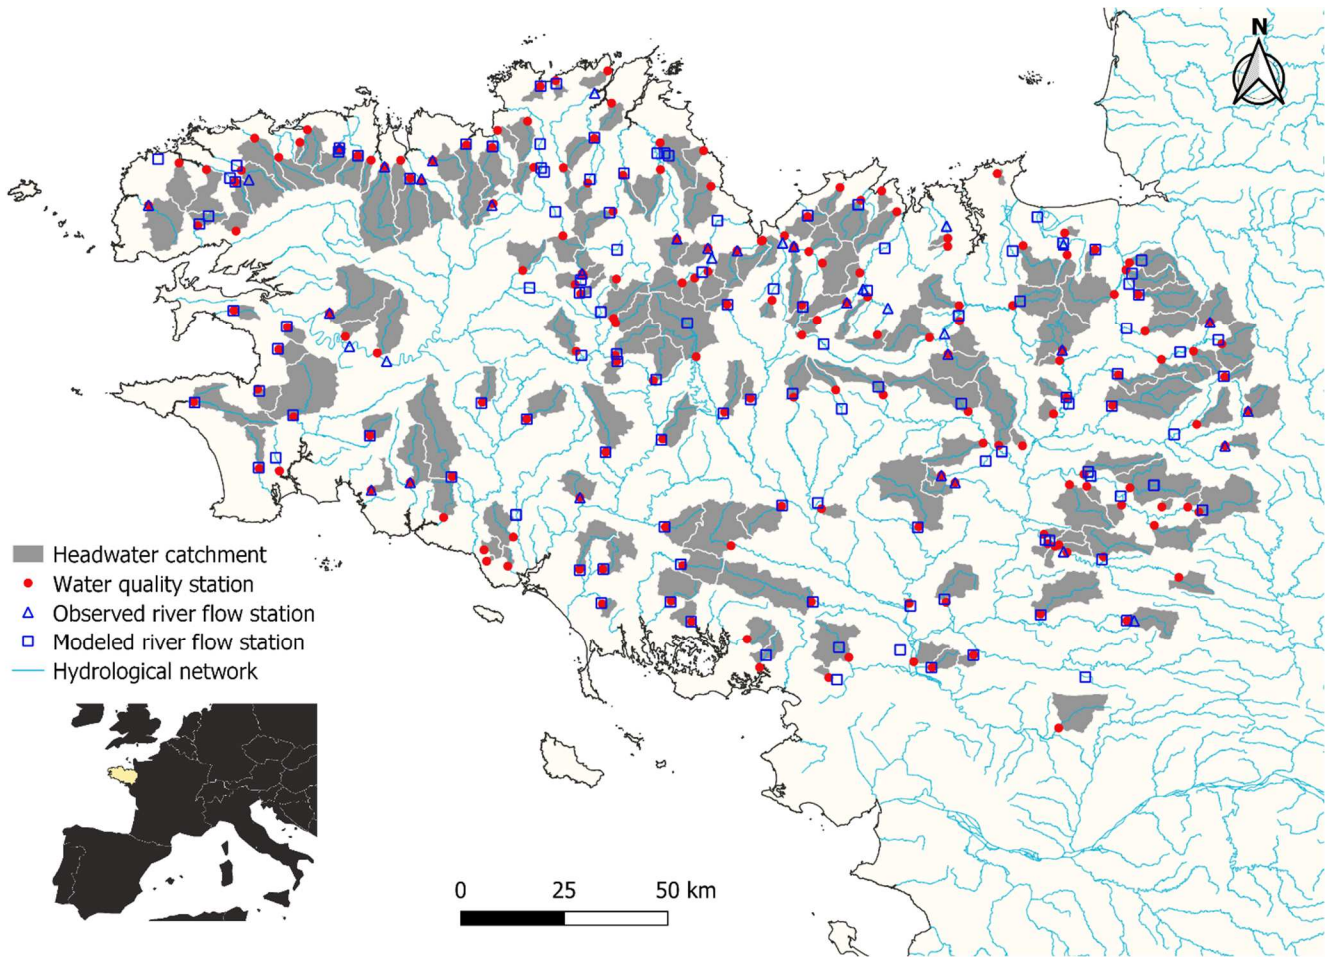 N
Headwater catchment
Water quality station
Observed river flow station
Modeled river flow station
Hydrological network
0 25 50 km